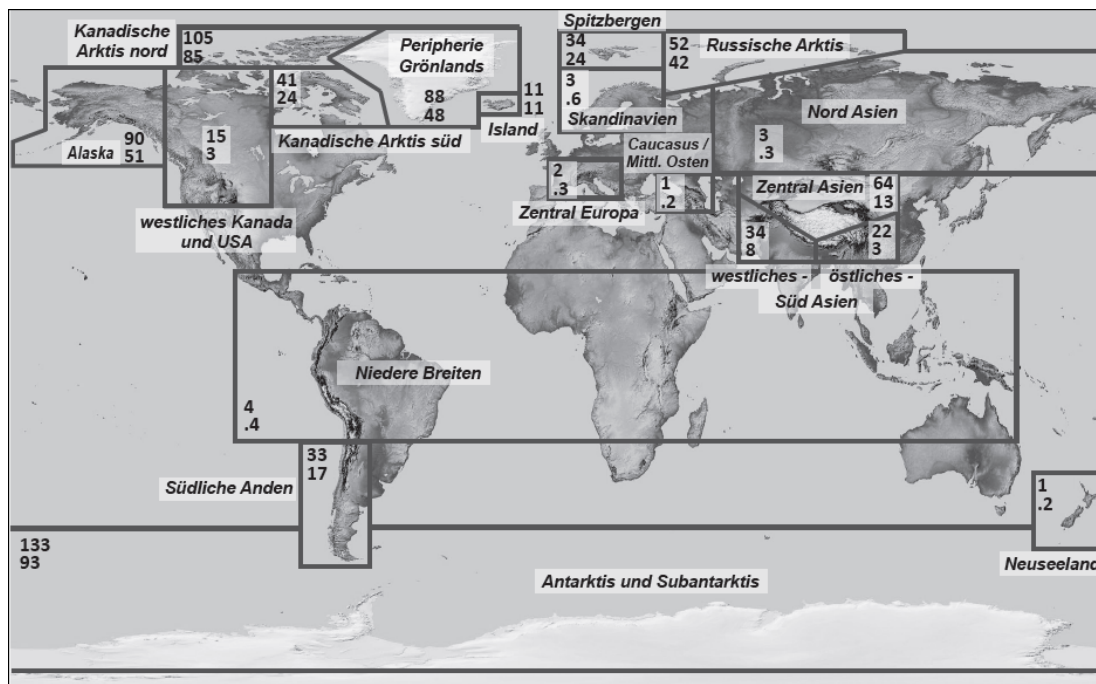 Kanadische
Arktis nord
105
85
Peripherie
Grönlands
88
48
Spitzbergen
34
24
52
42
Russische Arktis
41
24
Kanadische Arktis süd
11
11
Island
3
.6
Skandinavien
Nord Asien
3
.3
Alaska
90
51
15
3
westliches Kanada
und USA
2
.3
Zentral Europa
Caucasus /
Mittl. Osten
1
.2
Zentral Asien
64
13
34
8
22
3
westliches -
östliches -
Süd Asien
Niedere Breiten
4
.4
33
17
Südliche Anden
1
.2
Neuseeland
133
93
Antarktis und Subantarktis